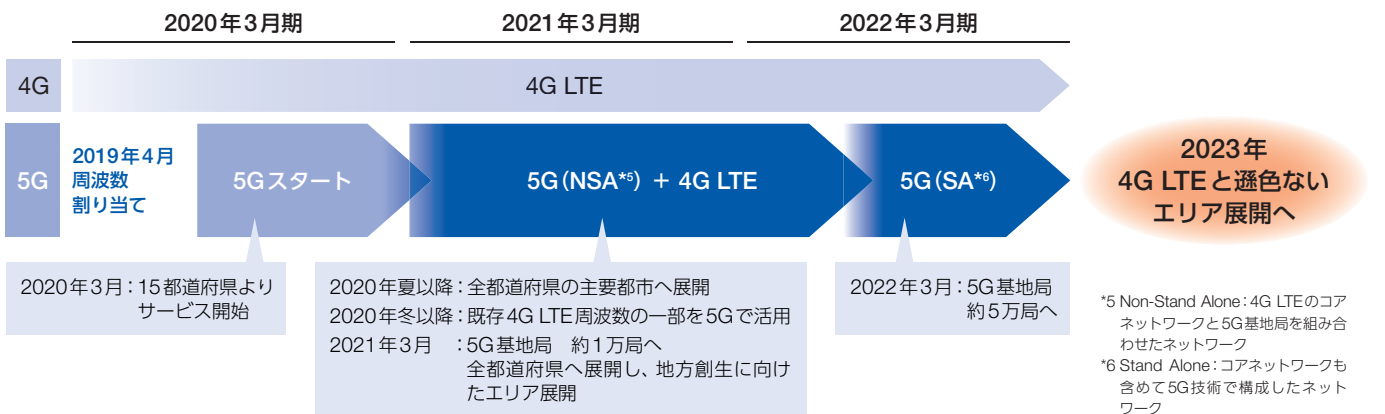 2020年3月期
2021年3月期
2022年3月期
4G
4G LTE
5G
2019年4月
周波数
割り当て
5Gスタート
5G(NSA*5) + 4G LTE
5G(SA*6)
2023年
4G LTEと遜色ない
エリア展開へ
2020年3月：15都道府県より
サービス開始
2020年夏以降：全都道府県の主要都市へ展開
2020年冬以降：既存4G LTE周波数の一部を5Gで活用
2021年3月　：5G基地局　約1万局へ
全都道府県へ展開し、地方創生に向け
たエリア展開
2022年3月：5G基地局
約5万局へ
*5 Non-Stand Alone：4G LTEのコア
ネットワークと5G基地局を組み合
わせたネットワーク
*6 Stand Alone：コアネットワークも
含めて5G技術で構成したネット
ワーク